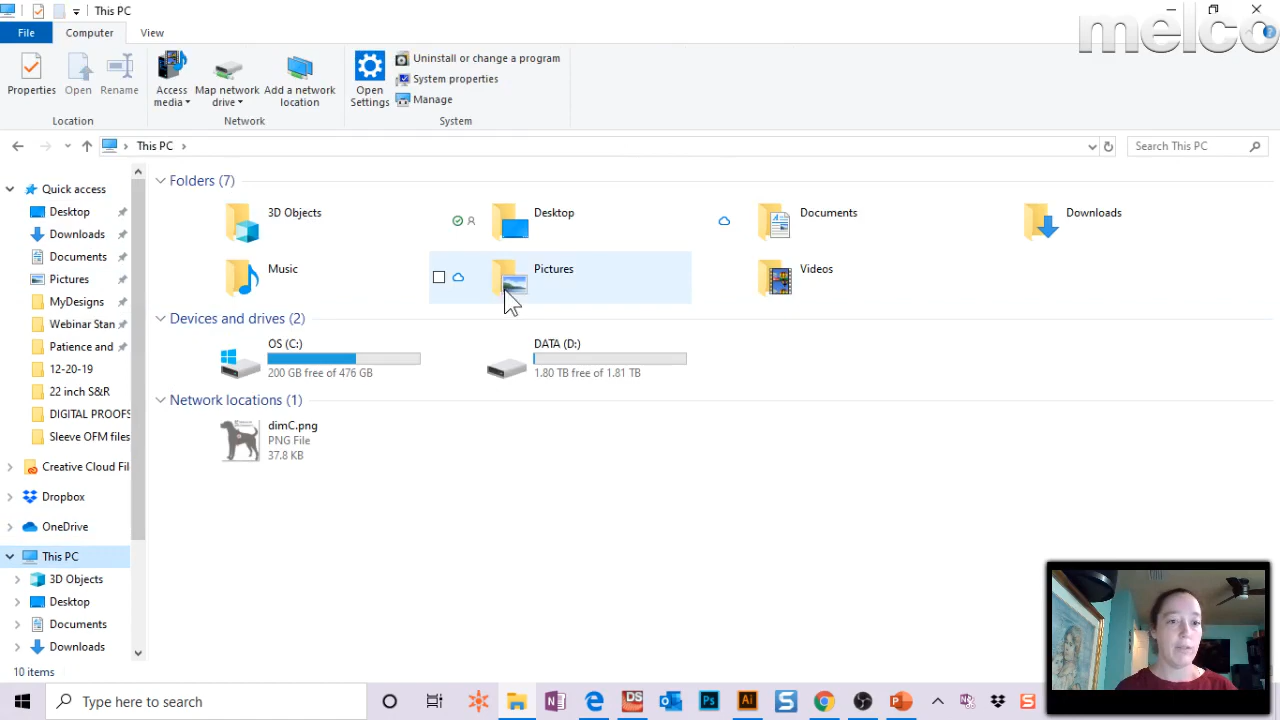 This PC
melco
File
Computer
View
Properties
Open
Rename
Access media
Map network drive
Add a network location
Open Settings
Uninstall or change a program
System properties
Manage
Location
Network
System
This PC
Search This PC
Quick access
Desktop
Downloads
Documents
Pictures
MyDesigns
Webinar Stan
Patience and
12-20-19
22 inch S&R
DIGITAL PROOFS
Sleeve OFM files
Creative Cloud Fil
Dropbox
OneDrive
This PC
3D Objects
Desktop
Documents
Downloads
Folders (7)
3D Objects
Desktop
Documents
Downloads
Music
Pictures
Videos
Devices and drives (2)
OS (C:)
200 GB free of 476 GB
DATA (D:)
1.80 TB free of 1.81 TB
Network locations (1)
dimC.png
PNG File
37.8 KB
10 items
Type here to search